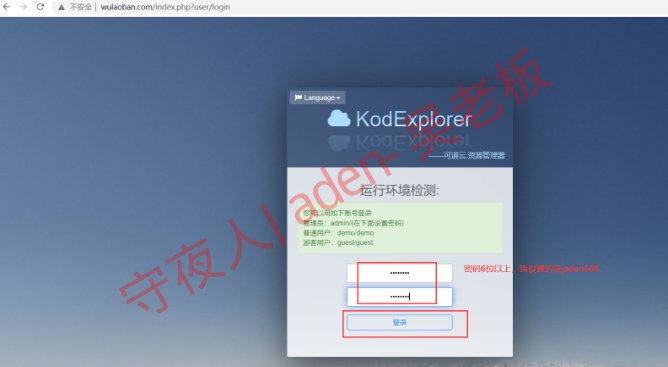 不安全 | wulaoban.com/index.php?user/login
Language
KodExplorer
——可道云.资源管理器
运行环境检测:
您可以用如下账号登录
管理员：admin/(在下面设置密码)
普通用户：demo/demo
游客用户：guest/guest
密码6位以上，我设置的是jaden666
登录
守夜人Jaden-吴老板